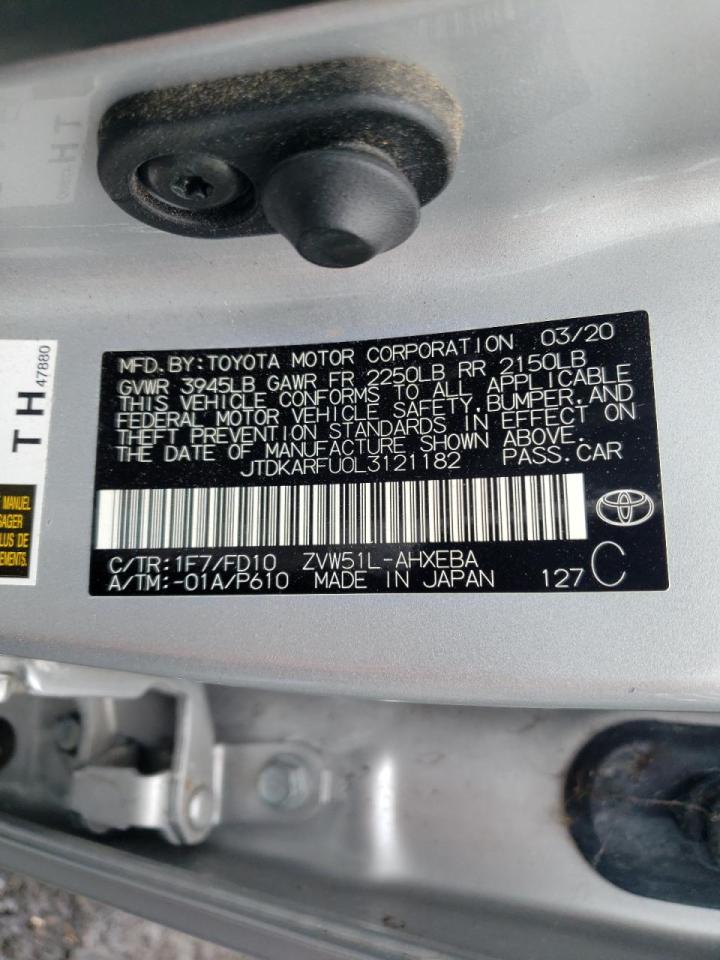 MFD. BY:TOYOTA MOTOR CORPORATION 03/20
GVWR 3945LB GAWR FR 2250LB RR 2150LB
THIS VEHICLE CONFORMS TO ALL APPLICABLE
FEDERAL MOTOR VEHICLE SAFETY,BUMPER,AND
THEFT PREVENTION STANDARDS IN EFFECT ON
THE DATE OF MANUFACTURE SHOWN ABOVE.
JTDKARFU0L3121182 PASS.CAR
C/TR:1F7/FD10 ZVW51L-AHXEBA
A/TM:-01A/P610 MADE IN JAPAN 127 C
TH
47880
MANUEL
PLUS DE
EMENTS.
HT